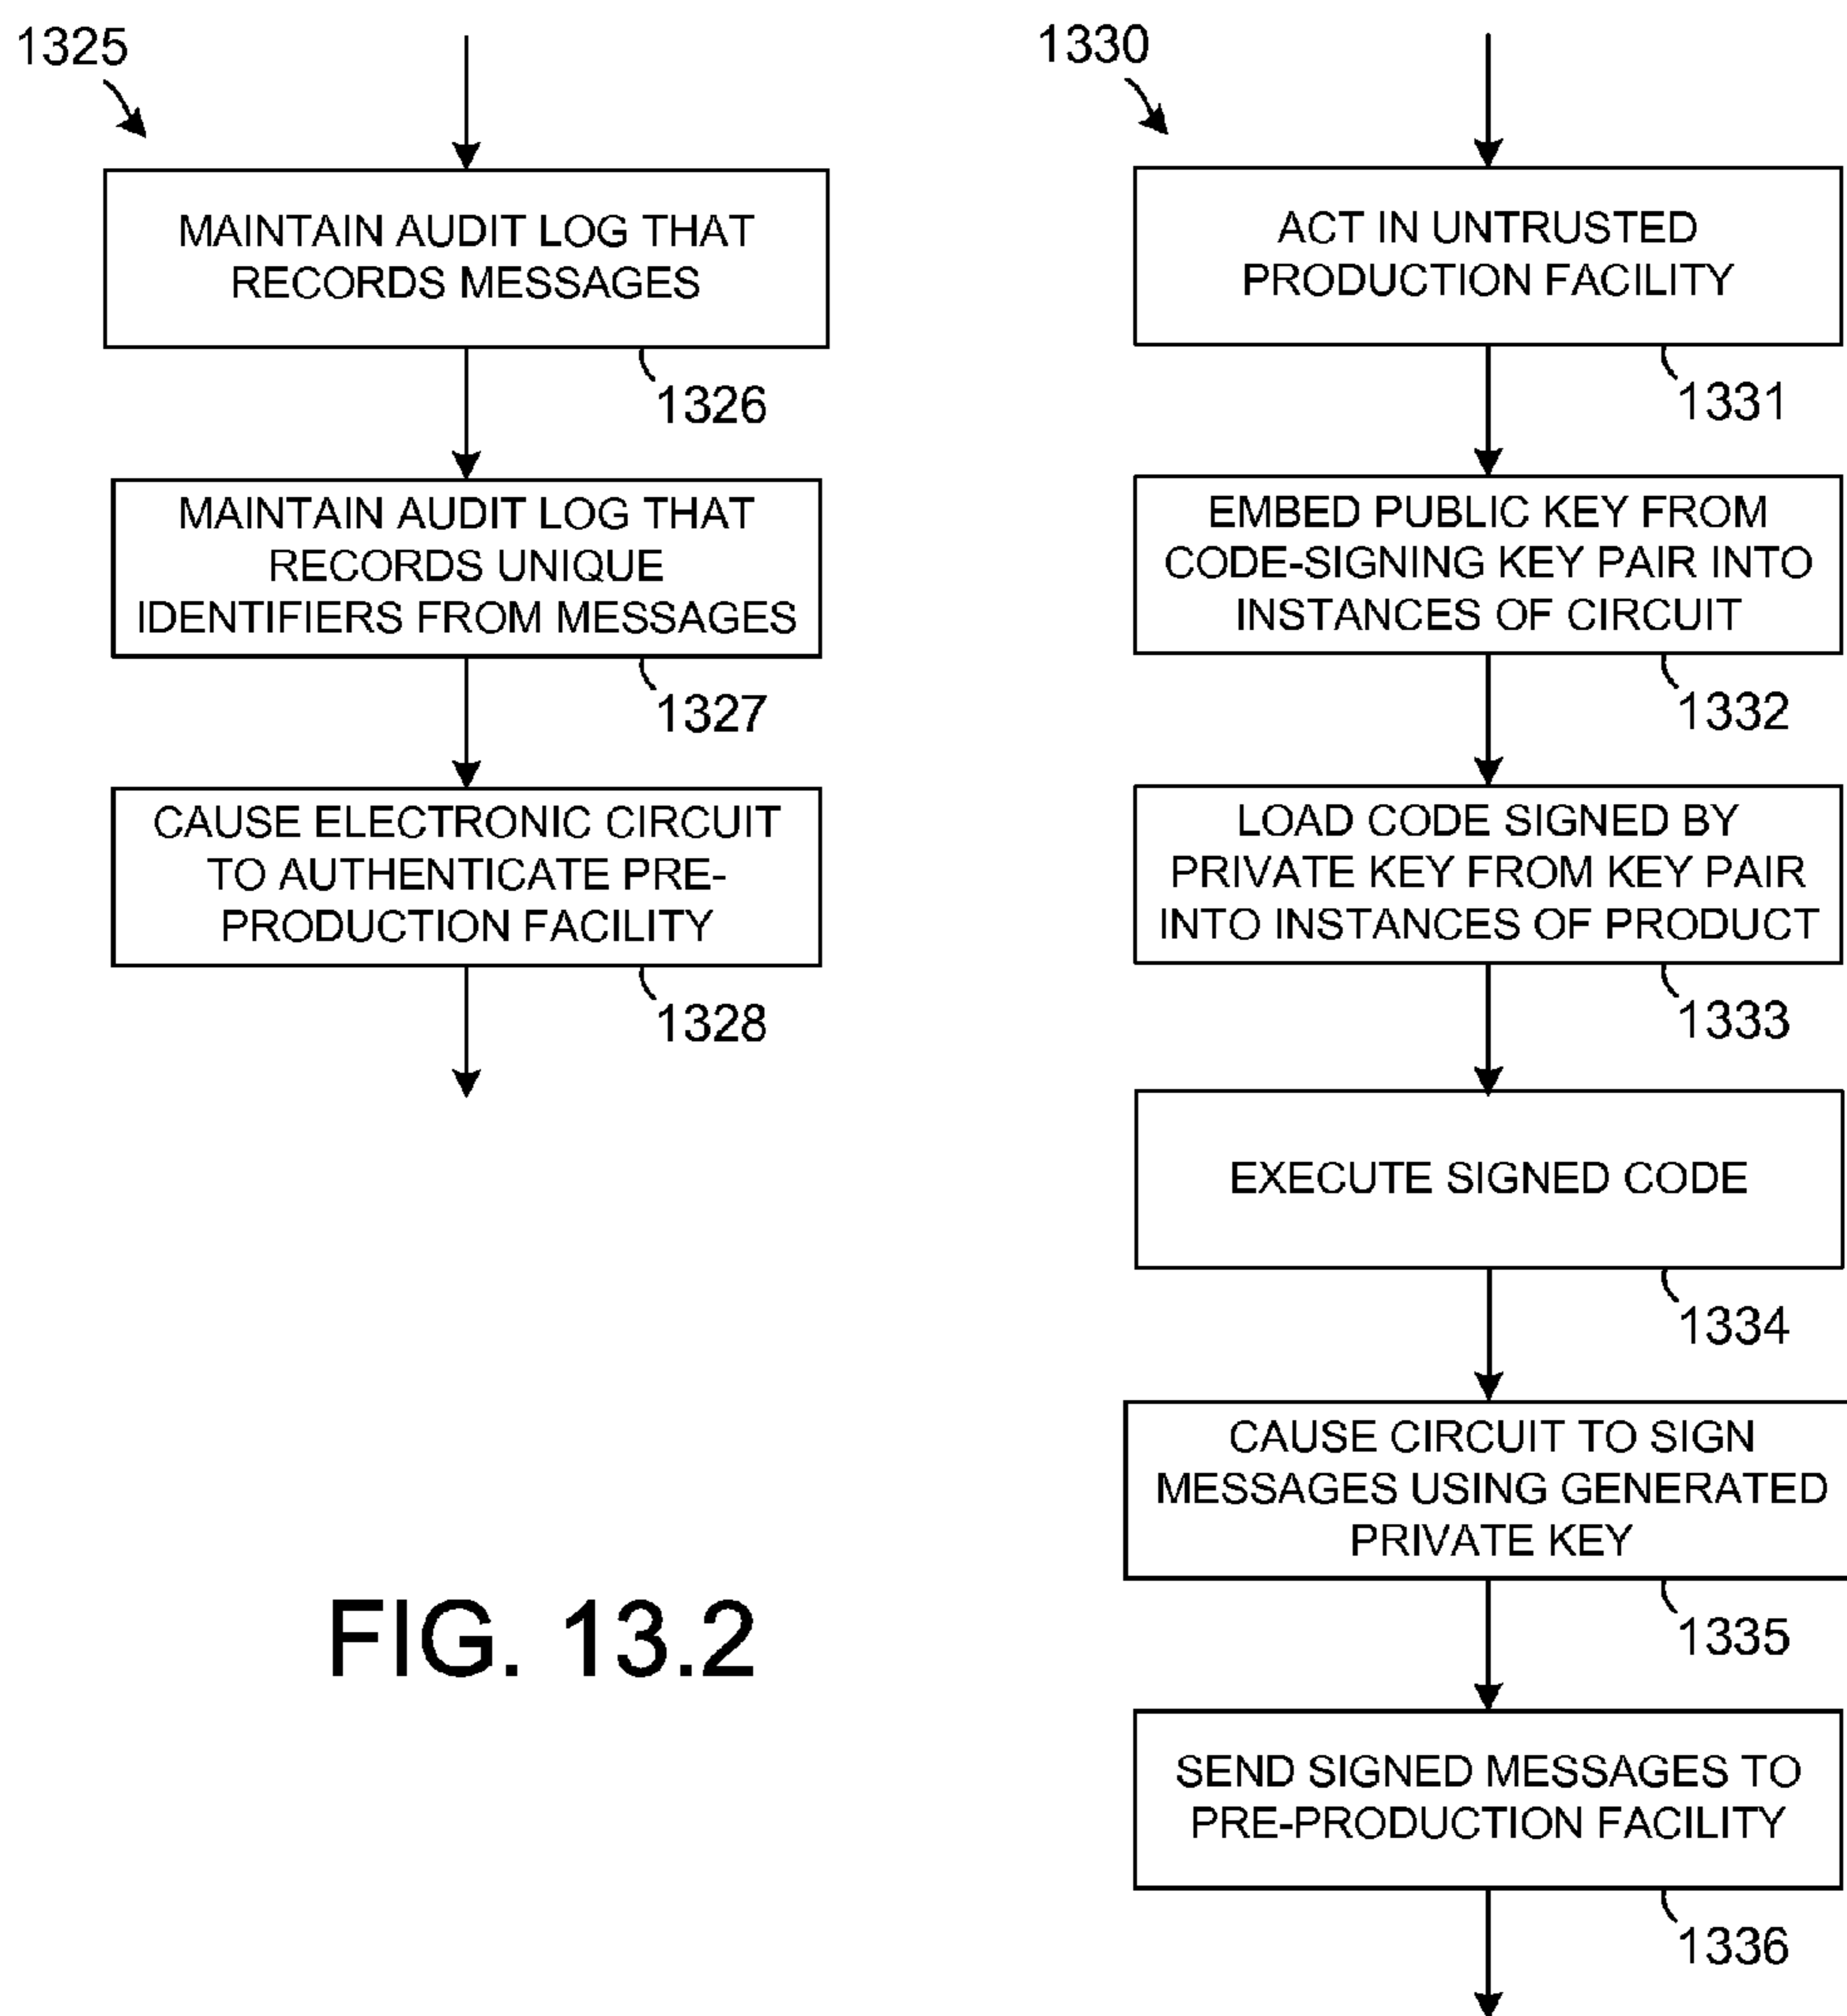 1325
MAINTAIN AUDIT LOG THAT
RECORDS MESSAGES
1326
MAINTAIN AUDIT LOG THAT
RECORDS UNIQUE
IDENTIFIERS FROM MESSAGES
1327
CAUSE ELECTRONIC CIRCUIT
TO AUTHENTICATE PRE-
PRODUCTION FACILITY
1328
1330
ACT IN UNTRUSTED
PRODUCTION FACILITY
1331
EMBED PUBLIC KEY FROM
CODE-SIGNING KEY PAIR INTO
INSTANCES OF CIRCUIT
1332
LOAD CODE SIGNED BY
PRIVATE KEY FROM KEY PAIR
INTO INSTANCES OF PRODUCT
1333
EXECUTE SIGNED CODE
1334
CAUSE CIRCUIT TO SIGN
MESSAGES USING GENERATED
PRIVATE KEY
1335
SEND SIGNED MESSAGES TO
PRE-PRODUCTION FACILITY
1336
FIG. 13.2